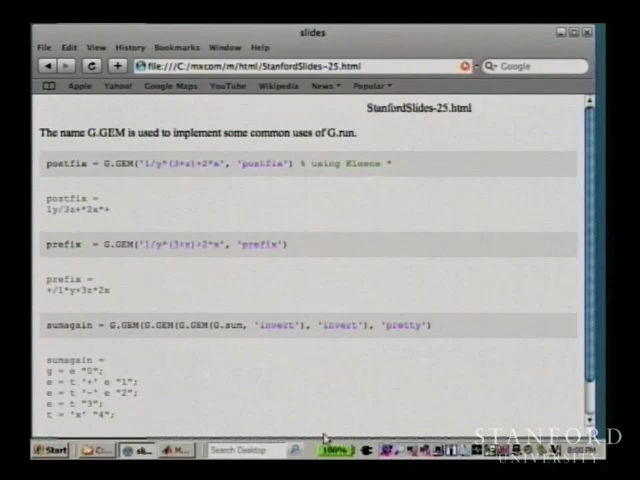 slides
File Edit View History Bookmarks Window Help
file:///C:/mxcom/m/html/StanfordSlides-25.html
Google
Apple Yahoo! Google Maps YouTube Wikipedia News Popular
StanfordSlides-25.html
The name G.GEM is used to implement some common uses of G.run.
postfix = G.GEM('1/y*(3+z)+2*x', 'postfix') % using Kleene *
postfix =
1y/3z+*2x*+
prefix = G.GEM('1/y*(3+z)+2*x', 'prefix')
prefix =
+/1*y+3z*2x
sumagain = G.GEM(G.GEM(G.GEM(G.sum, 'invert'), 'invert'), 'pretty')
sumagain =
g = e "0";
e = t '+' e "1";
e = t '-' e "2";
e = t "3";
t = 'x' "4";
Start
Search Desktop
100%
8:00 PM
STANFORD
UNIVERSITY